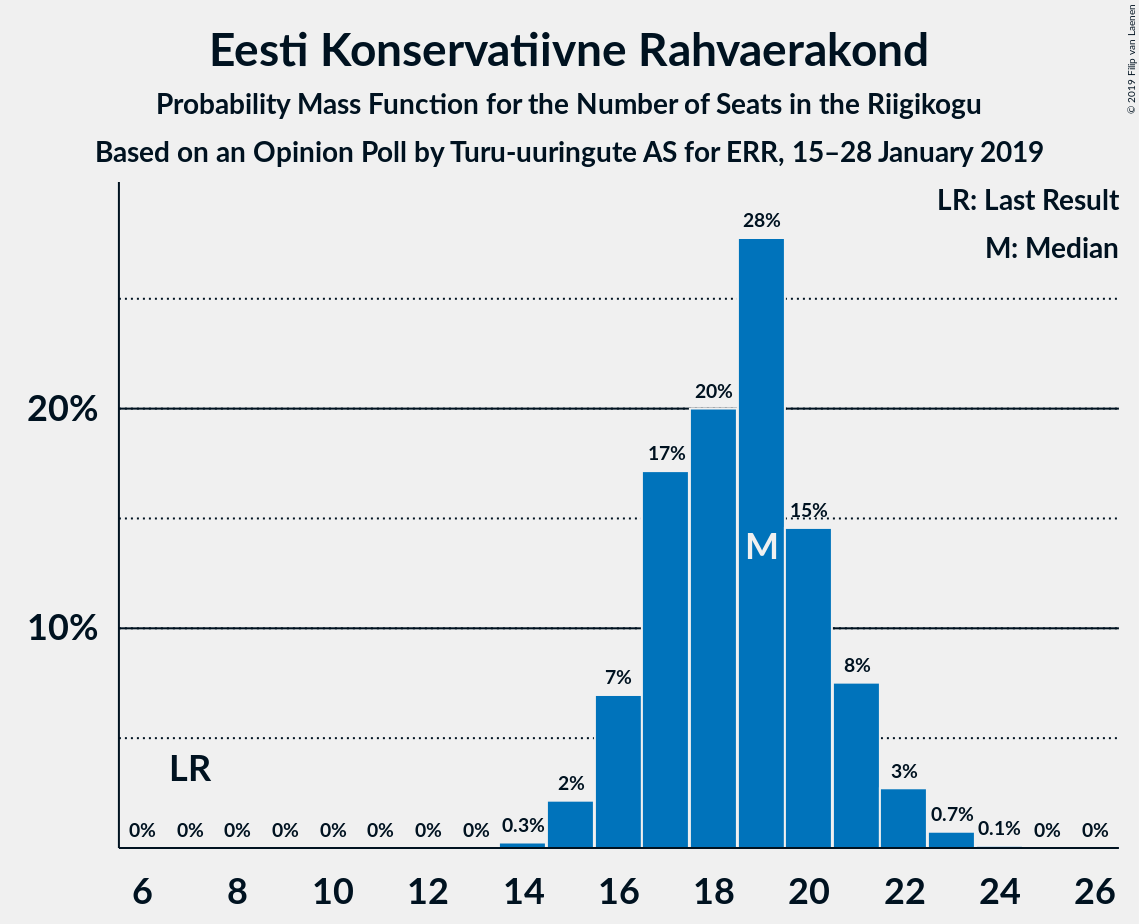 Eesti Konservatiivne Rahvaerakond
Probability Mass Function for the Number of Seats in the Riigikogu
Based on an Opinion Poll by Turu-uuringute AS for ERR, 15–28 January 2019
© 2019 Filip van Laenen
LR: Last Result
M: Median
28%
20%
20%
17%
15%
M
10%
8%
7%
LR
2%
3%
0% 0% 0% 0% 0% 0% 0% 0% 0.3% 0.7% 0.1% 0% 0%
6 8 10 12 14 16 18 20 22 24 26